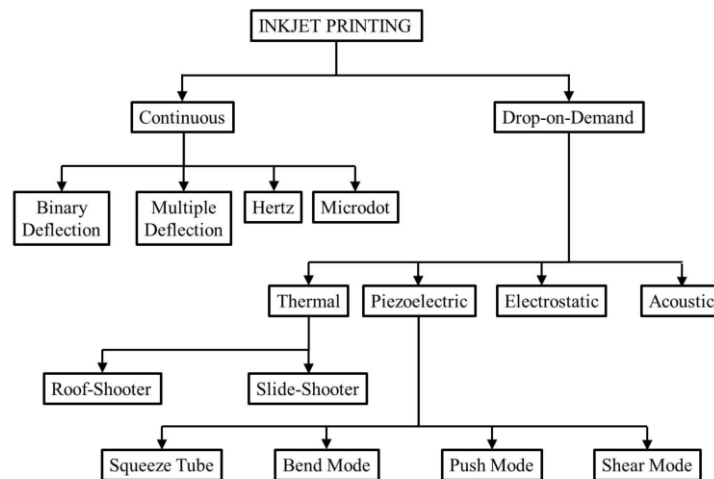 INKJET PRINTING
Continuous
Drop-on-Demand
Binary
Deflection
Multiple
Deflection
Hertz
Microdot
Thermal
Piezoelectric
Electrostatic
Acoustic
Roof-Shooter
Slide-Shooter
Squeeze Tube
Bend Mode
Push Mode
Shear Mode